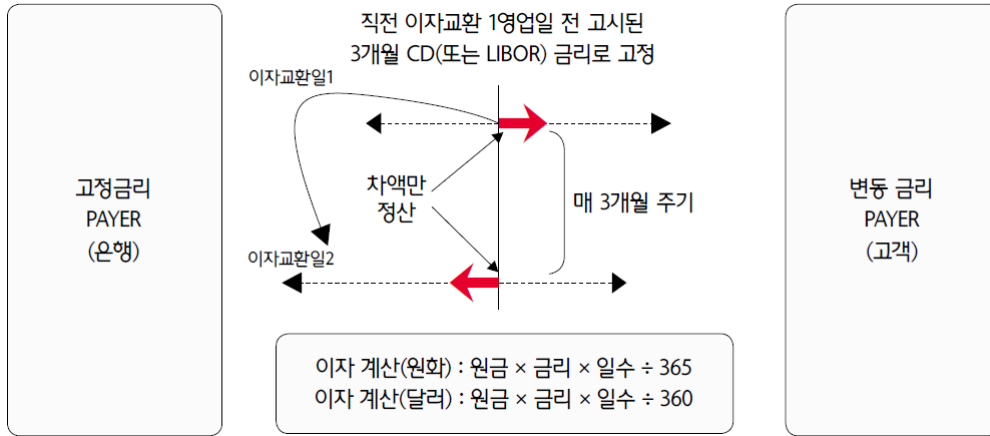 직전 이자교환 1영업일 전 고시된
3개월 CD(또는 LIBOR) 금리로 고정
이자교환일1
고정금리
PAYER
(은행)
차액만
정산
매 3개월 주기
변동 금리
PAYER
(고객)
이자교환일2
이자 계산(원화) : 원금 × 금리 × 일수 ÷ 365
이자 계산(달러) : 원금 × 금리 × 일수 ÷ 360